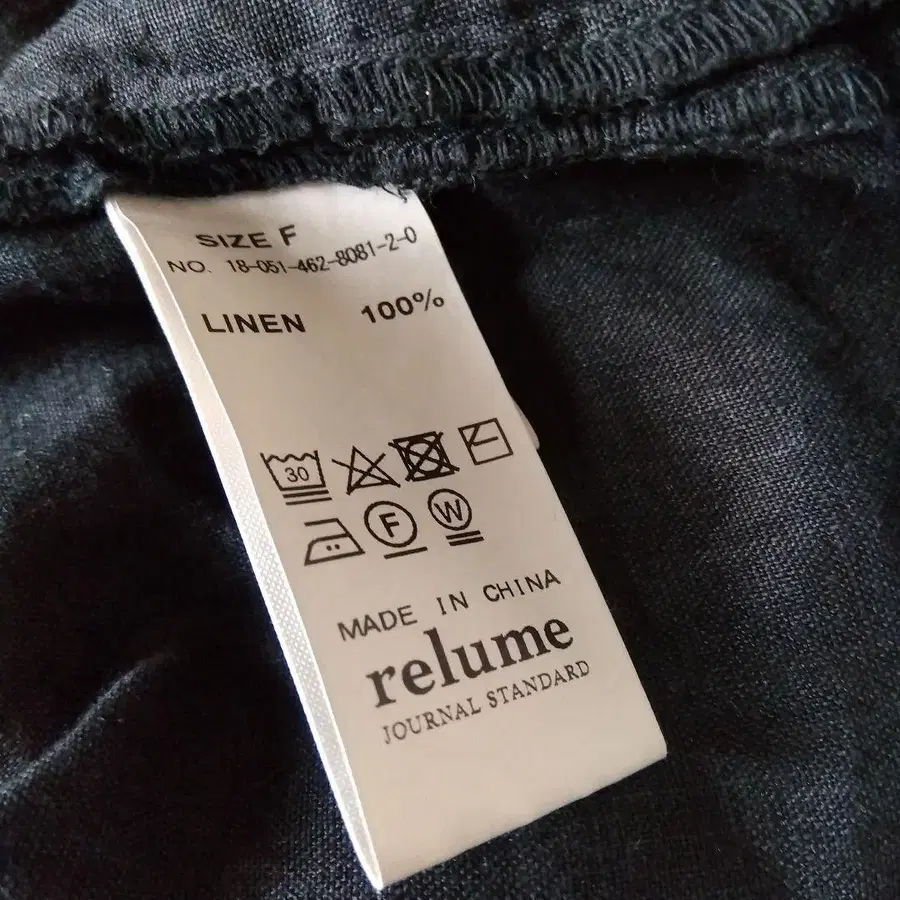 SIZE F
NO. 18-051-462-8081-2-0
LINEN 100%
30
F W
MADE IN CHINA
relume
JOURNAL STANDARD